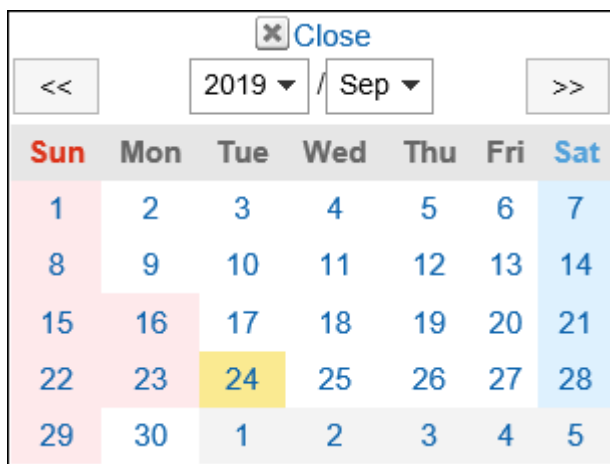 Close
<< 2019 / Sep >>
Sun Mon Tue Wed Thu Fri Sat
1 2 3 4 5 6 7
8 9 10 11 12 13 14
15 16 17 18 19 20 21
22 23 24 25 26 27 28
29 30 1 2 3 4 5